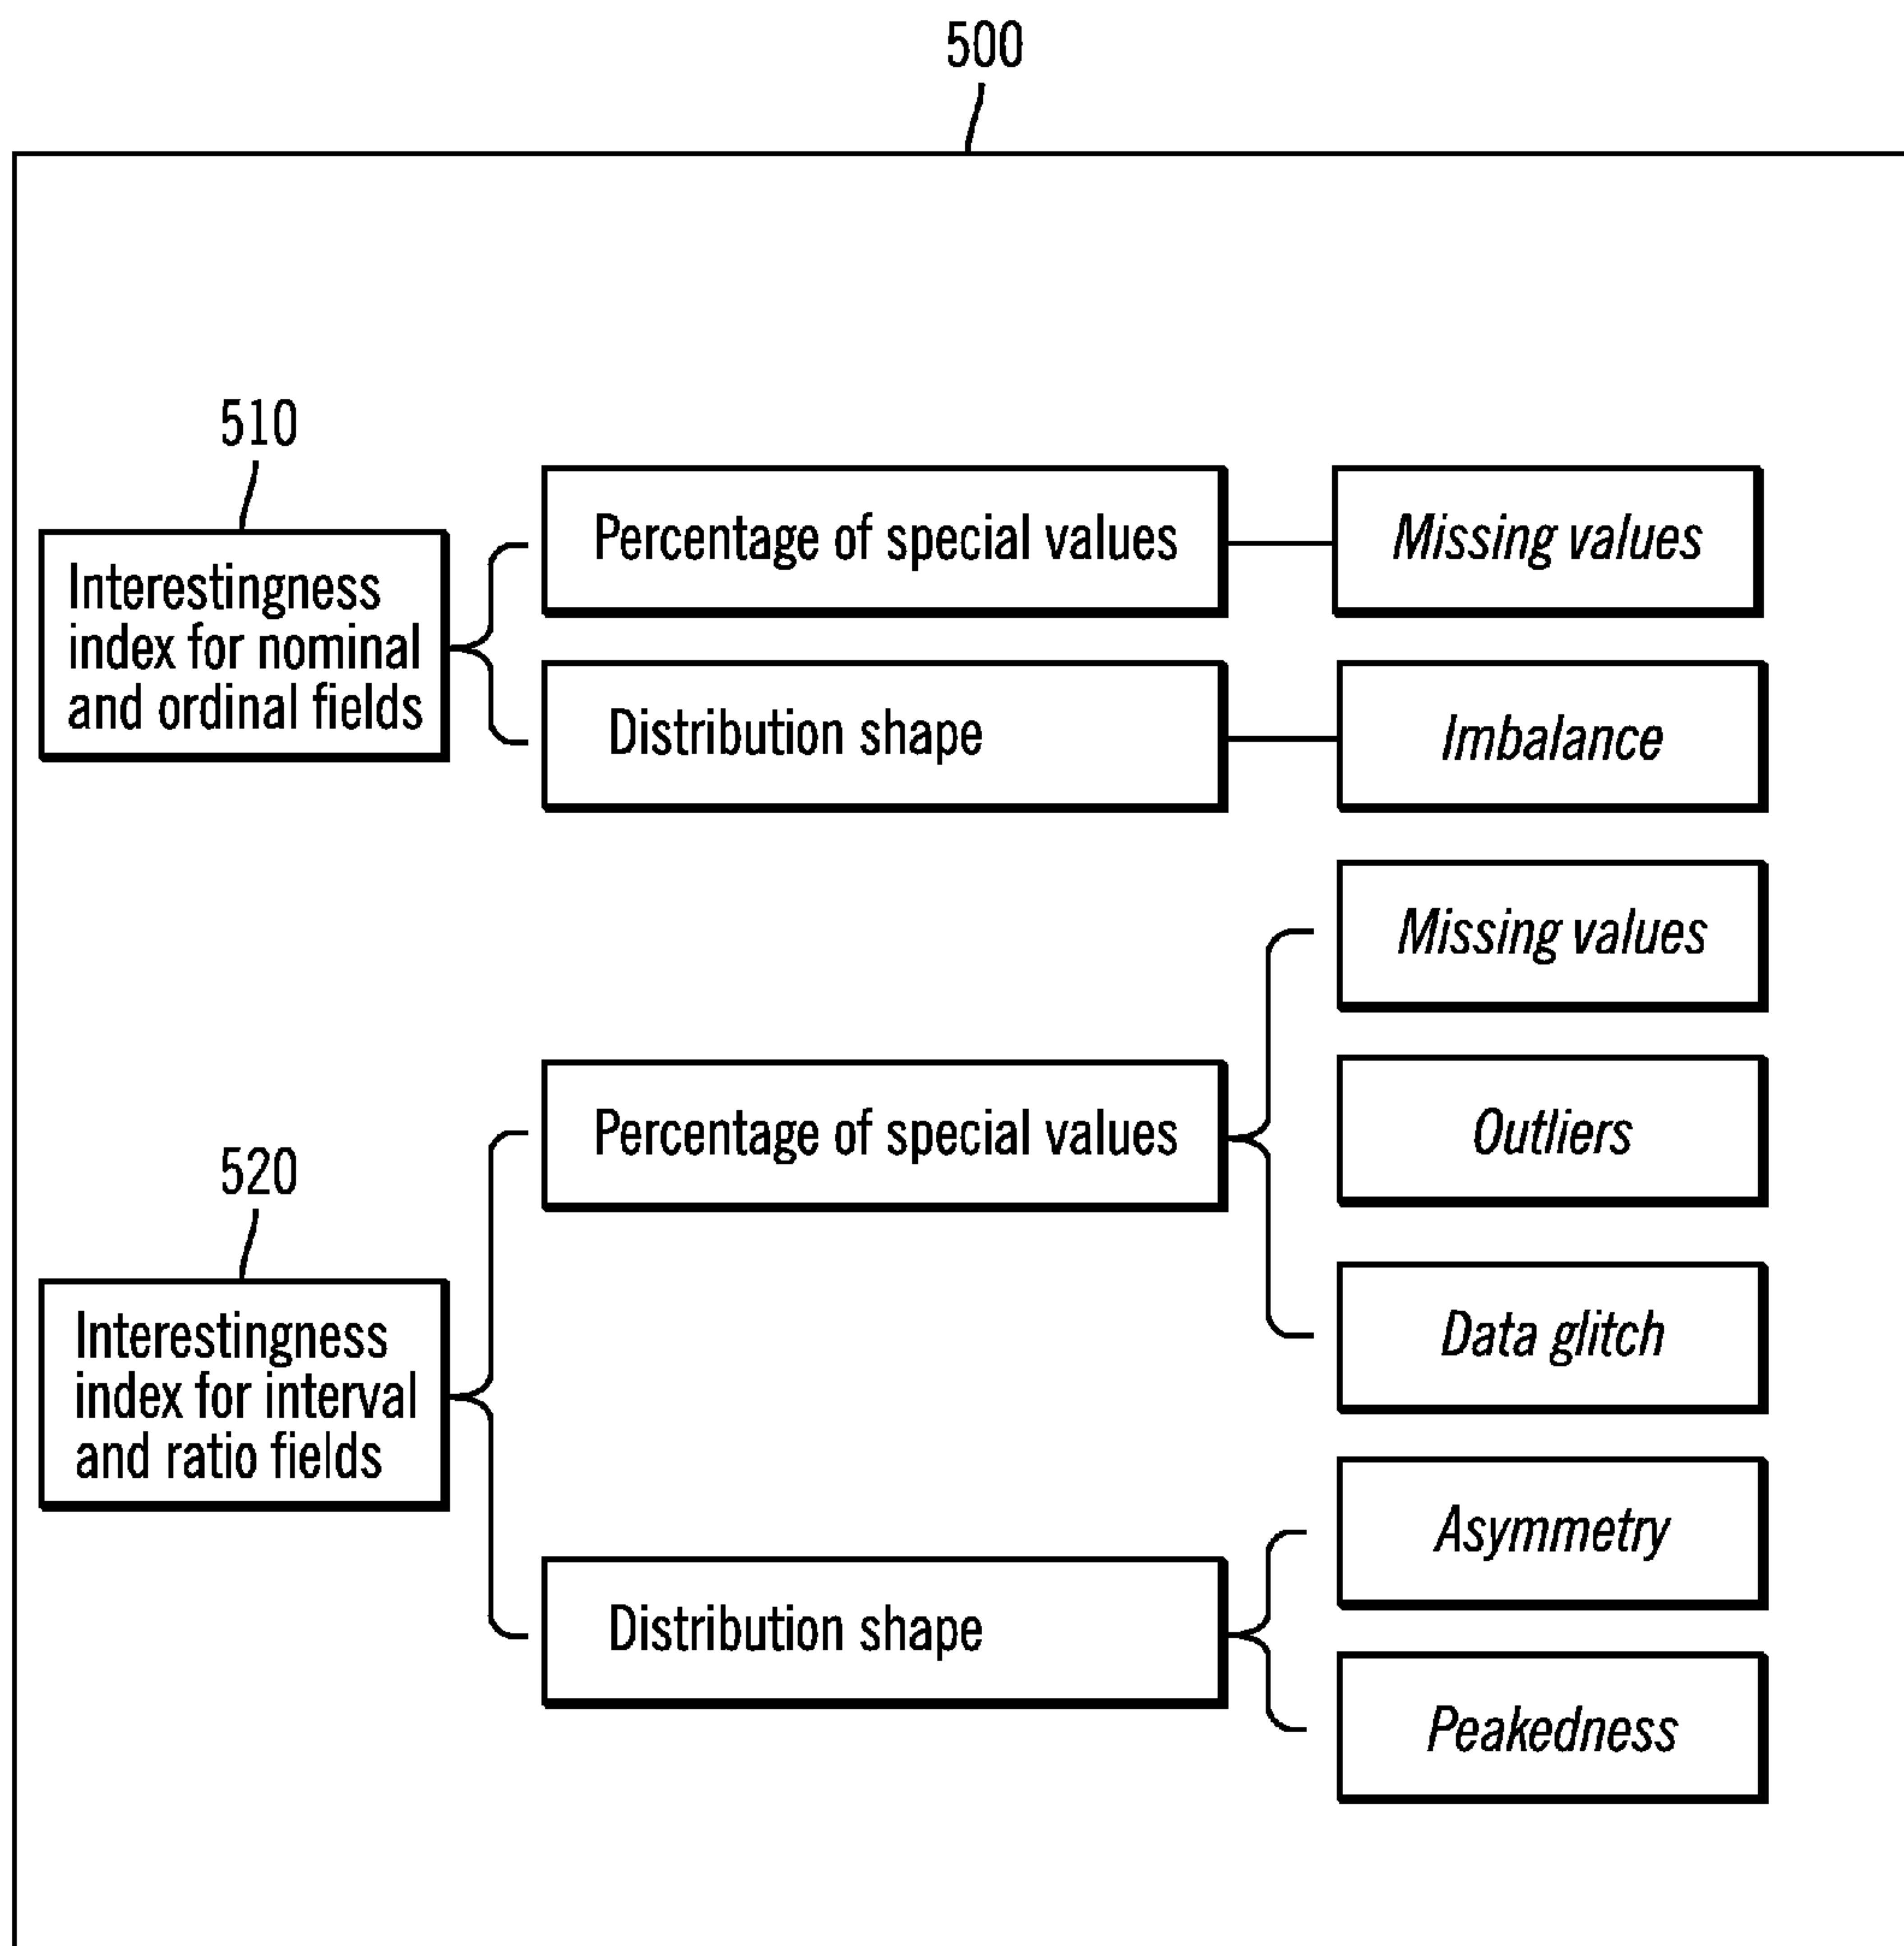 500
510
Interestingness
index for nominal
and ordinal fields
Percentage of special values
Missing values
Distribution shape
Imbalance
520
Interestingness
index for interval
and ratio fields
Percentage of special values
Missing values
Outliers
Data glitch
Distribution shape
Asymmetry
Peakedness